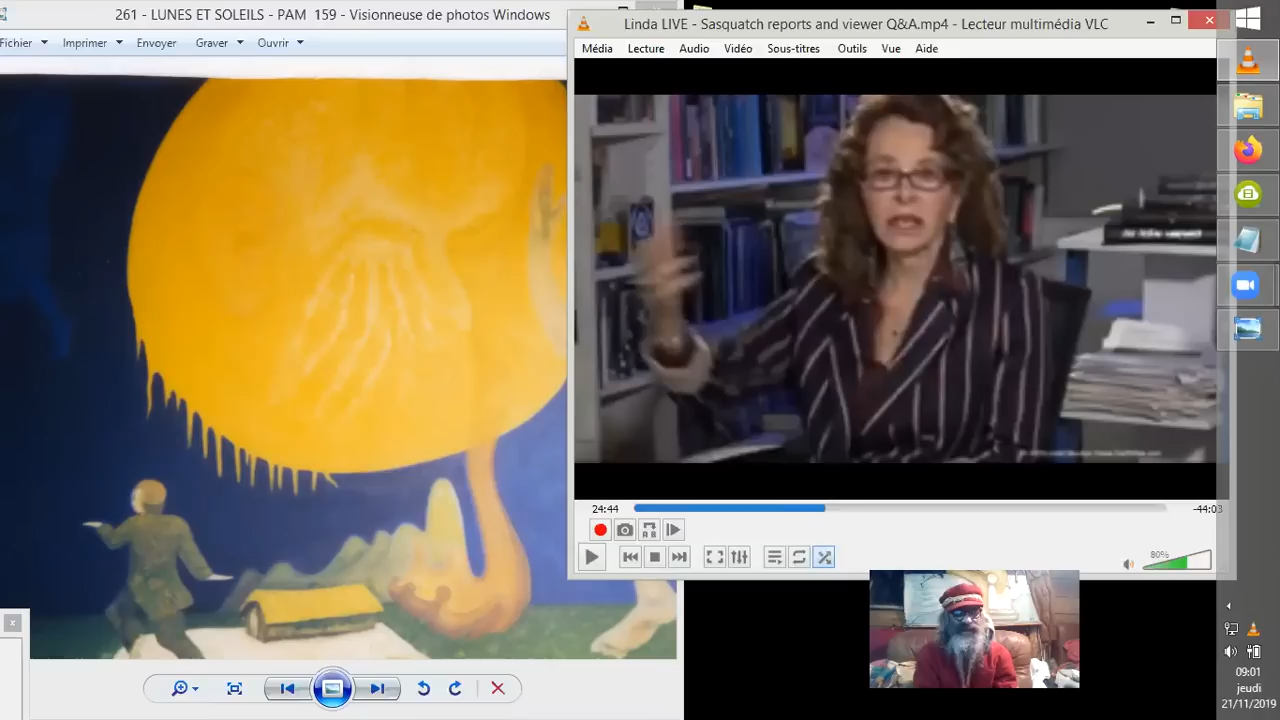 261 - LUNES ET SOLEILS - PAM 159 - Visionneuse de photos Windows
Fichier Imprimer Envoyer Graver Ouvrir
Linda LIVE - Sasquatch reports and viewer Q&A.mp4 - Lecteur multimédia VLC
Média Lecture Audio Vidéo Sous-titres Outils Vue Aide
24:44
-44:03
80%
09:01
jeudi
21/11/2019